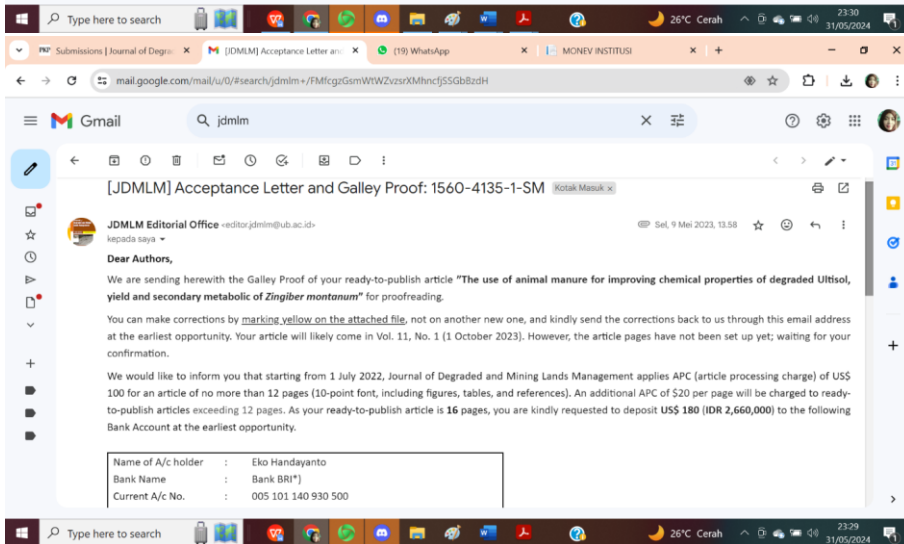 Type here to search
26°C Cerah
23:30
31/05/2024
Submissions | Journal of Degra
[JDMLM] Acceptance Letter and
(19) WhatsApp
MONEV INSTITUSI
mail.google.com/mail/u/0/#search/jdmlm+/FMfcgzGsmWtWZvzsrXMhncfjSSGbBzdH
Gmail
jdmlm
[JDMLM] Acceptance Letter and Galley Proof: 1560-4135-1-SM Kotak Masuk x
JDMLM Editorial Office <editor.jdmlm@ub.ac.id>
Sel, 9 Mei 2023, 13.58
kepada saya
Dear Authors,
We are sending herewith the Galley Proof of your ready-to-publish article "The use of animal manure for improving chemical properties of degraded Ultisol,
yield and secondary metabolic of Zingiber montanum" for proofreading.
You can make corrections by marking yellow on the attached file, not on another new one, and kindly send the corrections back to us through this email address
at the earliest opportunity. Your article will likely come in Vol. 11, No. 1 (1 October 2023). However, the article pages have not been set up yet; waiting for your
confirmation.
We would like to inform you that starting from 1 July 2022, Journal of Degraded and Mining Lands Management applies APC (article processing charge) of US$
100 for an article of no more than 12 pages (10-point font, including figures, tables, and references). An additional APC of $20 per page will be charged to ready-
to-publish articles exceeding 12 pages. As your ready-to-publish article is 16 pages, you are kindly requested to deposit US$ 180 (IDR 2,660,000) to the following
Bank Account at the earliest opportunity.
Name of A/c holder : Eko Handayanto
Bank Name : Bank BRI*)
Current A/c No. : 005 101 140 930 500
Type here to search
26°C Cerah
23:29
31/05/2024